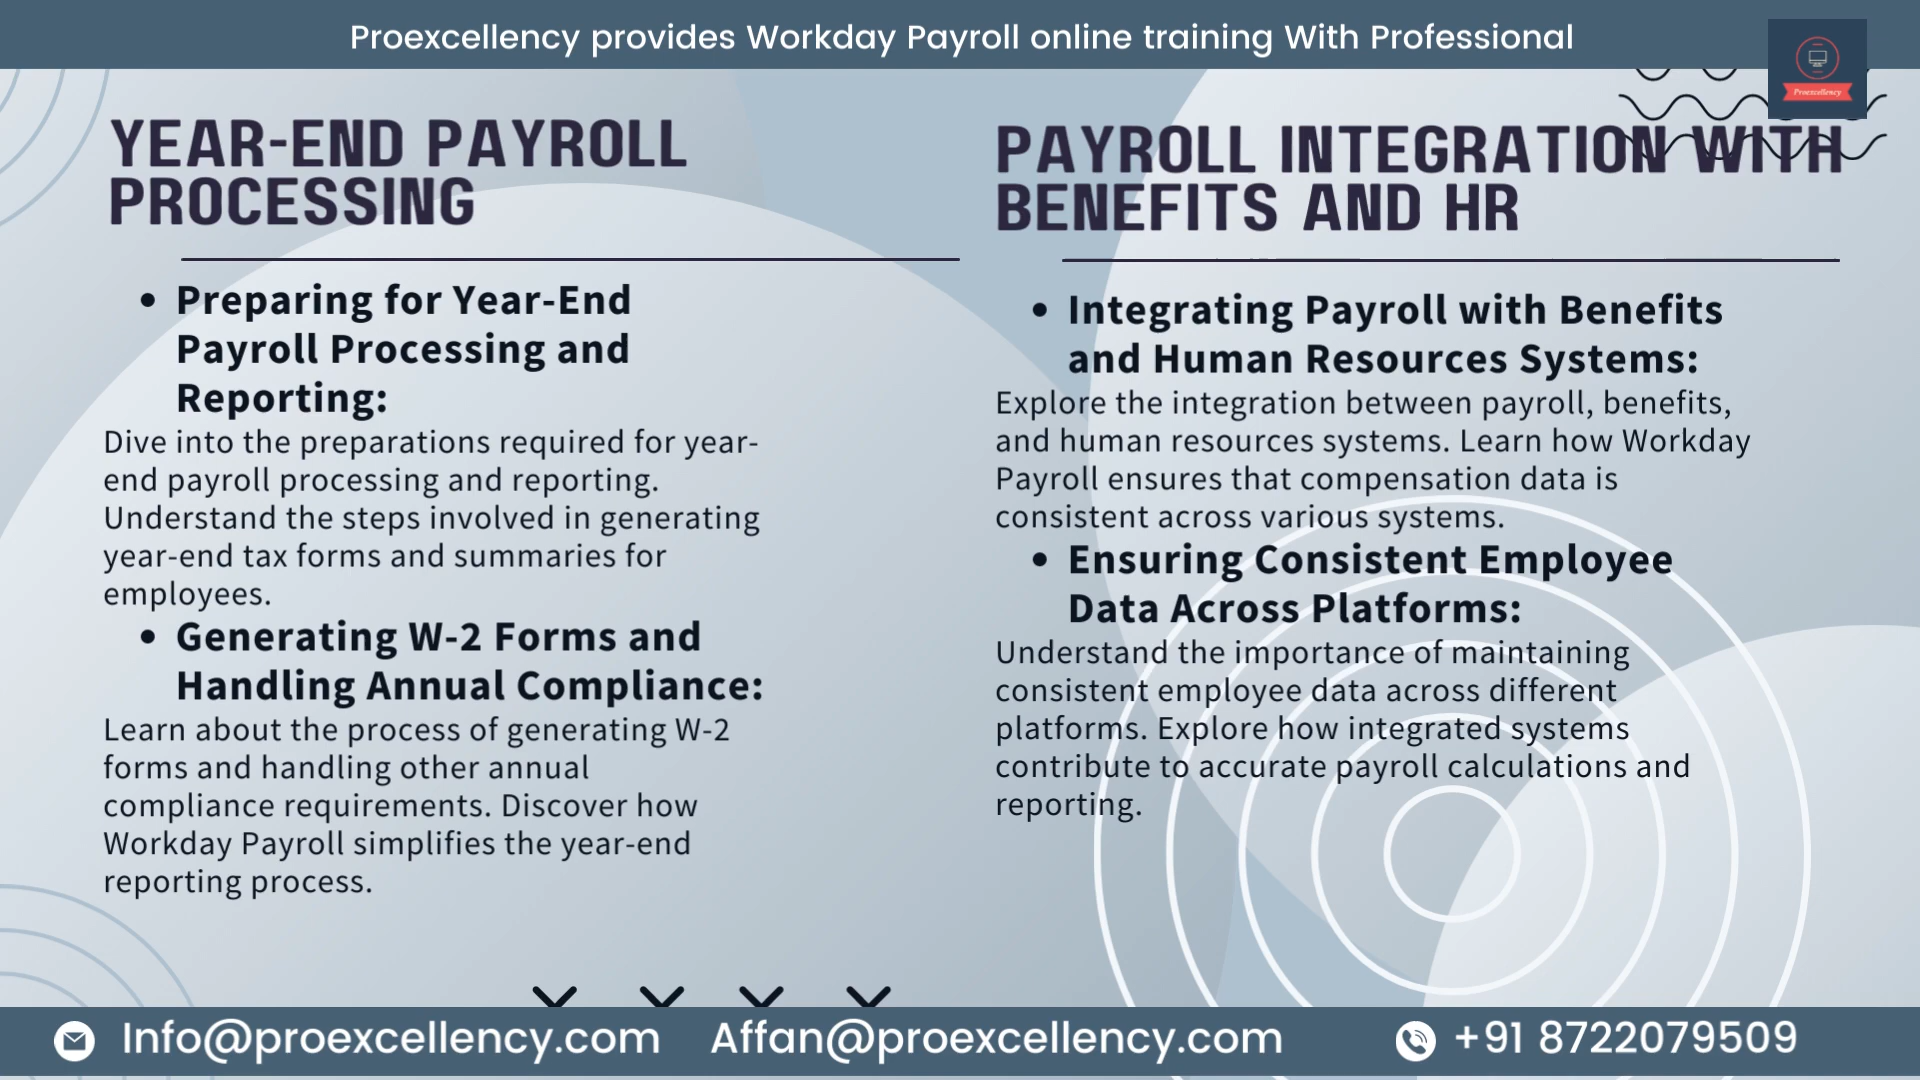 Proexcellency provides Workday Payroll online training With Professional
Proexcellency
YEAR-END PAYROLL
PROCESSING
• Preparing for Year-End
Payroll Processing and
Reporting:
Dive into the preparations required for year-
end payroll processing and reporting.
Understand the steps involved in generating
year-end tax forms and summaries for
employees.
• Generating W-2 Forms and
Handling Annual Compliance:
Learn about the process of generating W-2
forms and handling other annual
compliance requirements. Discover how
Workday Payroll simplifies the year-end
reporting process.
PAYROLL INTEGRATION WITH
BENEFITS AND HR
• Integrating Payroll with Benefits
and Human Resources Systems:
Explore the integration between payroll, benefits,
and human resources systems. Learn how Workday
Payroll ensures that compensation data is
consistent across various systems.
• Ensuring Consistent Employee
Data Across Platforms:
Understand the importance of maintaining
consistent employee data across different
platforms. Explore how integrated systems
contribute to accurate payroll calculations and
reporting.
Info@proexcellency.com Affan@proexcellency.com +91 8722079509